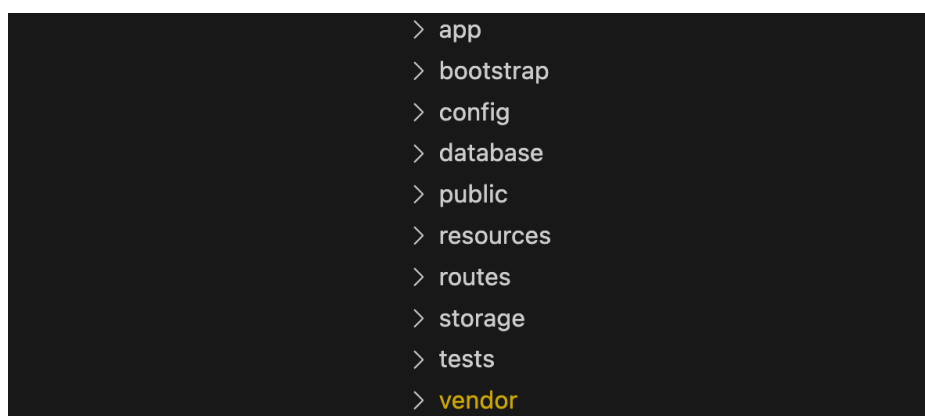 app
bootstrap
config
database
public
resources
routes
storage
tests
vendor